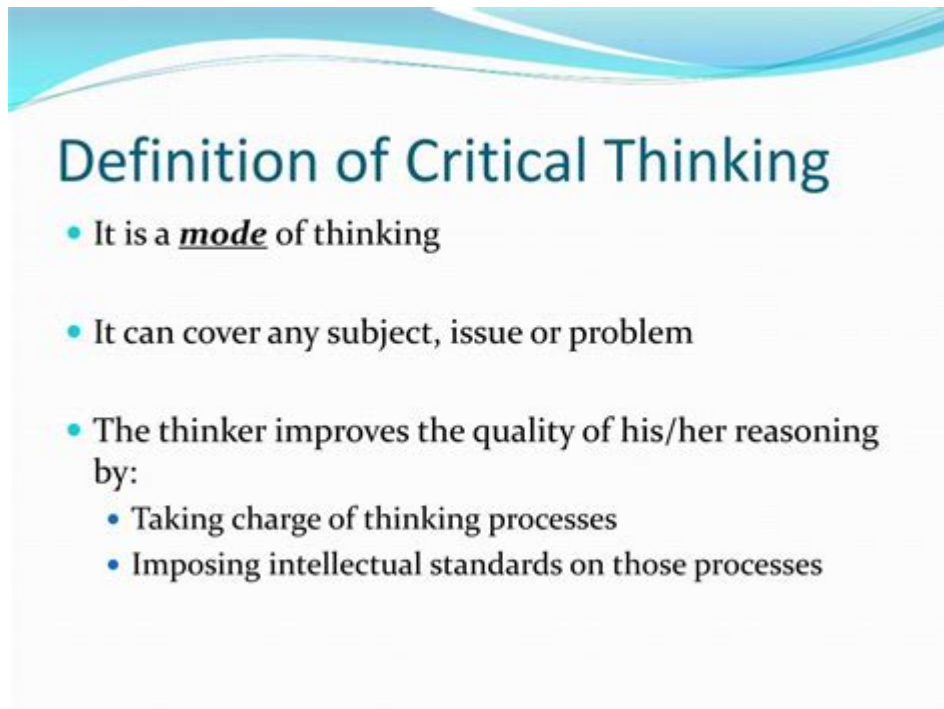 Definition of Critical Thinking
• It is a mode of thinking
• It can cover any subject, issue or problem
• The thinker improves the quality of his/her reasoning
by:
• Taking charge of thinking processes
• Imposing intellectual standards on those processes